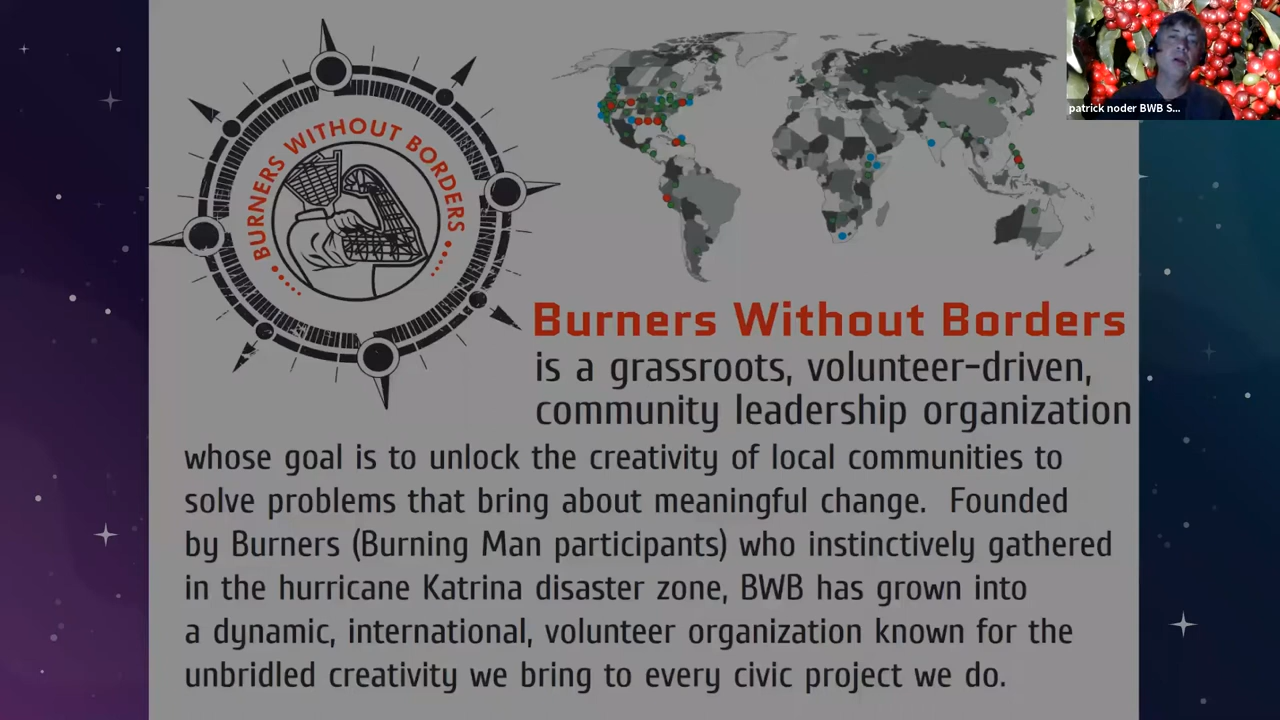 BURNERS WITHOUT BORDERS
patrick noder BWB S...
Burners Without Borders
is a grassroots, volunteer-driven,
community leadership organization
whose goal is to unlock the creativity of local communities to
solve problems that bring about meaningful change. Founded
by Burners (Burning Man participants) who instinctively gathered
in the hurricane Katrina disaster zone, BWB has grown into
a dynamic, international, volunteer organization known for the
unbridled creativity we bring to every civic project we do.